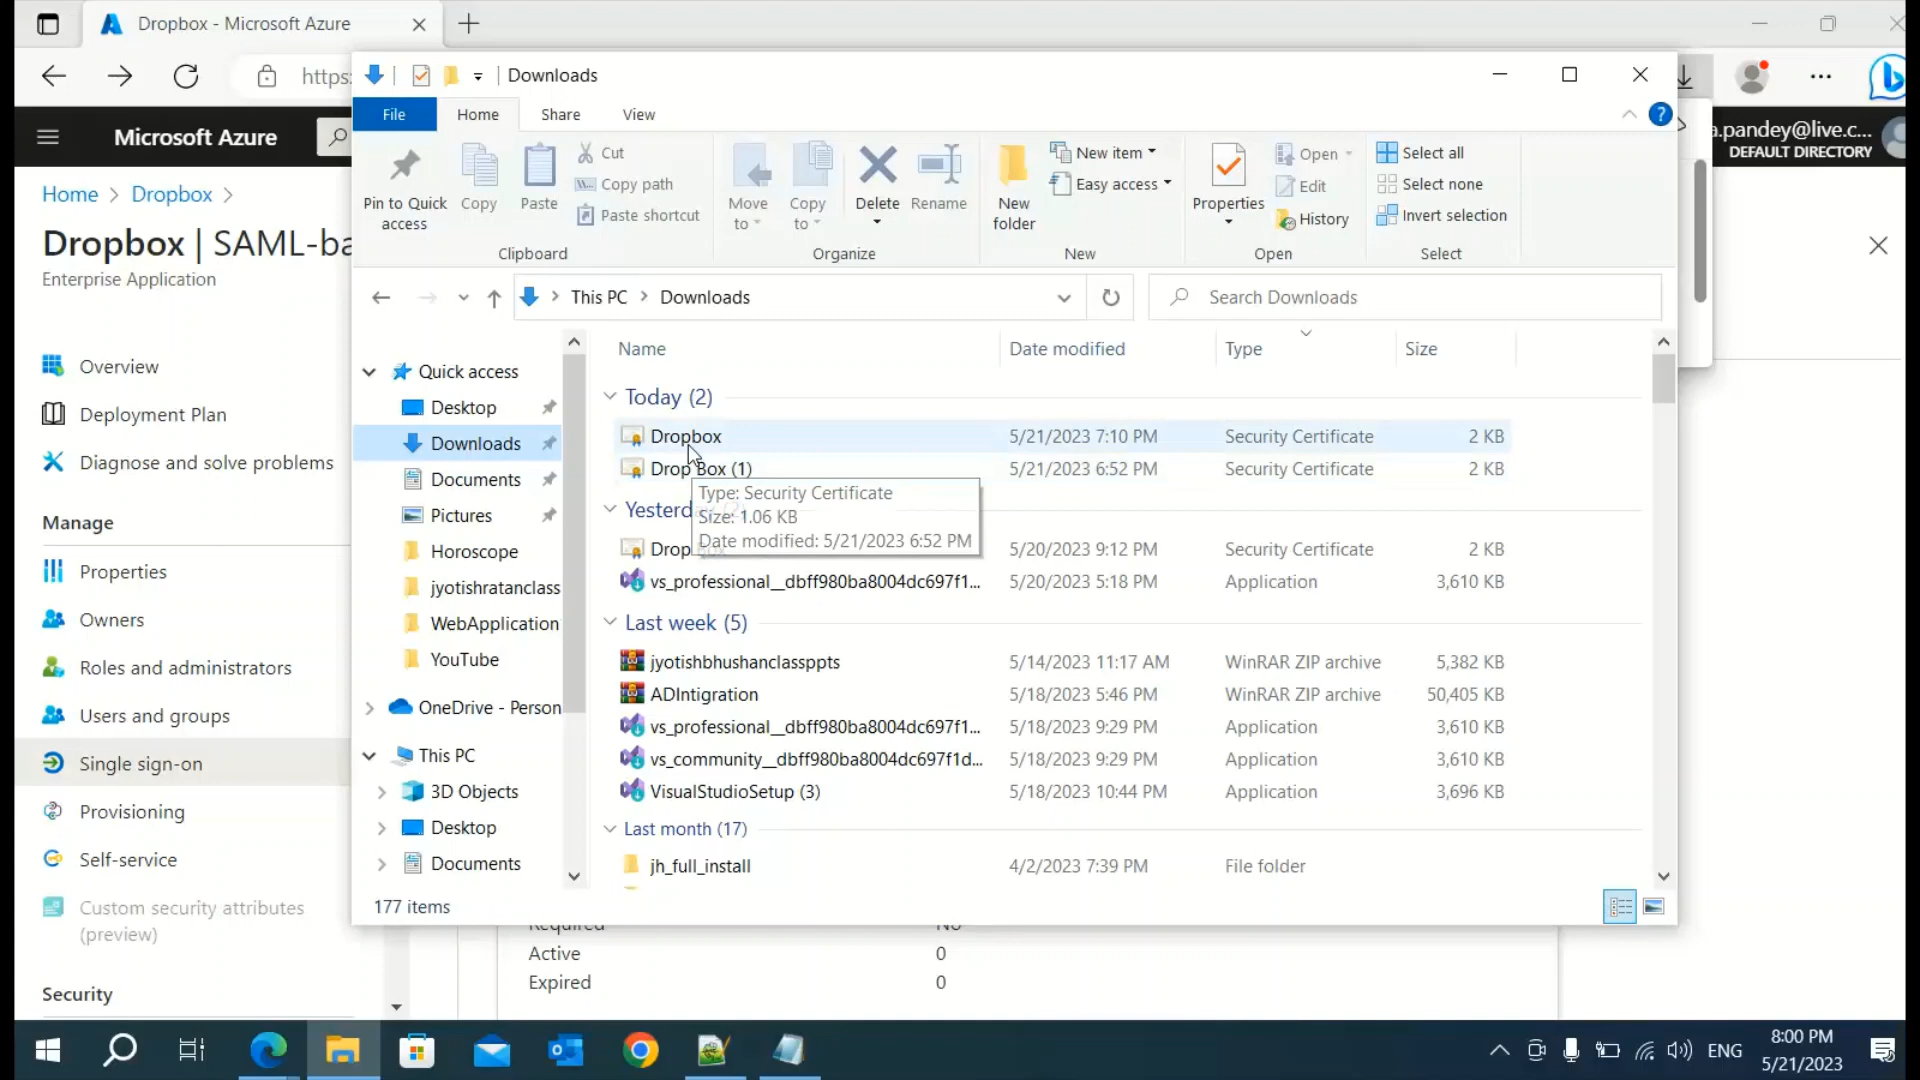 Dropbox - Microsoft Azure
https:
Downloads
File
Home
Share
View
Pin to Quick access
Copy
Paste
Cut
Copy path
Paste shortcut
Clipboard
Move to
Copy to
Delete
Rename
Organize
New folder
New item
Easy access
New
Properties
Open
Edit
History
Open
Select all
Select none
Invert selection
Select
Microsoft Azure
a.pandey@live.c...
DEFAULT DIRECTORY
Home > Dropbox >
Dropbox | SAML-ba
Enterprise Application
Overview
Deployment Plan
Diagnose and solve problems
Manage
Properties
Owners
Roles and administrators
Users and groups
Single sign-on
Provisioning
Self-service
Custom security attributes
(preview)
Security
This PC > Downloads
Search Downloads
Quick access
Desktop
Downloads
Documents
Pictures
Horoscope
jyotishratanclass
WebApplication
YouTube
OneDrive - Person
This PC
3D Objects
Desktop
Documents
Name Date modified Type Size
Today (2)
Dropbox 5/21/2023 7:10 PM Security Certificate 2 KB
Drop Box (1) 5/21/2023 6:52 PM Security Certificate 2 KB
Type: Security Certificate
Size: 1.06 KB
Date modified: 5/21/2023 6:52 PM
Drop 5/20/2023 9:12 PM Security Certificate 2 KB
vs_professional__dbff980ba8004dc697f1... 5/20/2023 5:18 PM Application 3,610 KB
Last week (5)
jyotishbhushanclassppts 5/14/2023 11:17 AM WinRAR ZIP archive 5,382 KB
ADIntigration 5/18/2023 5:46 PM WinRAR ZIP archive 50,405 KB
vs_professional__dbff980ba8004dc697f1... 5/18/2023 9:29 PM Application 3,610 KB
vs_community__dbff980ba8004dc697f1d... 5/18/2023 9:29 PM Application 3,610 KB
VisualStudioSetup (3) 5/18/2023 10:44 PM Application 3,696 KB
Last month (17)
jh_full_install 4/2/2023 7:39 PM File folder
177 items
Required No
Active 0
Expired 0
ENG
8:00 PM
5/21/2023